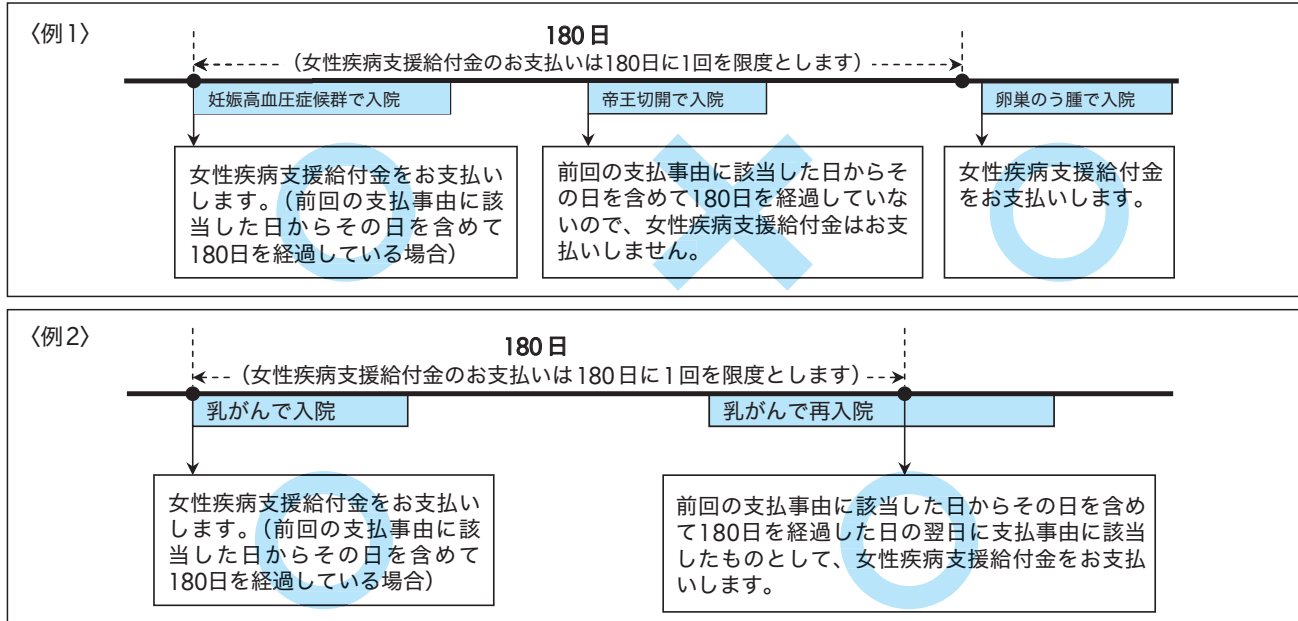 〈例1〉
180日
（女性疾病支援給付金のお支払いは180日に1回を限度とします）
妊娠高血圧症候群で入院
帝王切開で入院
卵巣のう腫で入院
女性疾病支援給付金をお支払い
します。（前回の支払事由に該
当した日からその日を含めて
180日を経過している場合）
前回の支払事由に該当した日からそ
の日を含めて180日を経過していな
いので、女性疾病支援給付金はお支
払いしません。
女性疾病支援給付金
をお支払いします。
〈例2〉
180日
（女性疾病支援給付金のお支払いは180日に1回を限度とします）
乳がんで入院
乳がんで再入院
女性疾病支援給付金をお支払い
します。（前回の支払事由に該
当した日からその日を含めて
180日を経過している場合）
前回の支払事由に該当した日からその日を含め
て180日を経過した日の翌日に支払事由に該当
したものとして、女性疾病支援給付金をお支払
いします。